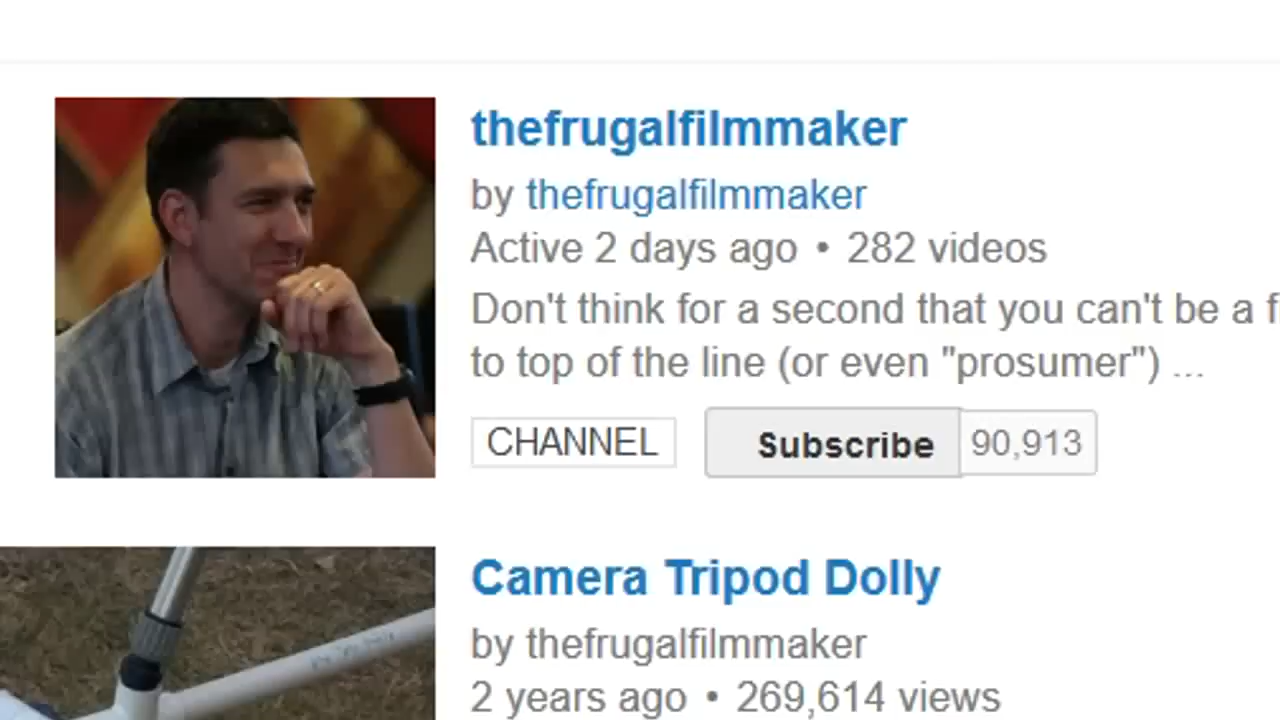 thefrugalfilmmaker
by thefrugalfilmmaker
Active 2 days ago • 282 videos
Don't think for a second that you can't be a f
to top of the line (or even "prosumer") ...
CHANNEL Subscribe 90,913
Camera Tripod Dolly
by thefrugalfilmmaker
2 years ago • 269,614 views